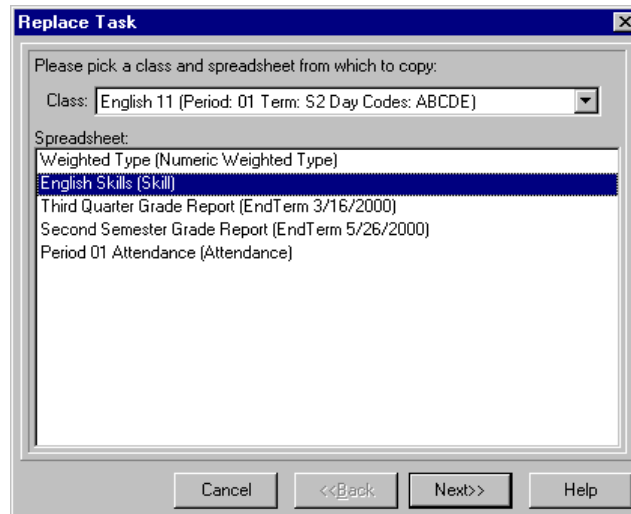 Replace Task
Please pick a class and spreadsheet from which to copy:
Class: English 11 (Period: 01 Term: S2 Day Codes: ABCDE)
Spreadsheet:
Weighted Type (Numeric Weighted Type)
English Skills (Skill)
Third Quarter Grade Report (EndTerm 3/16/2000)
Second Semester Grade Report (EndTerm 5/26/2000)
Period 01 Attendance (Attendance)
Cancel <<Back Next>> Help